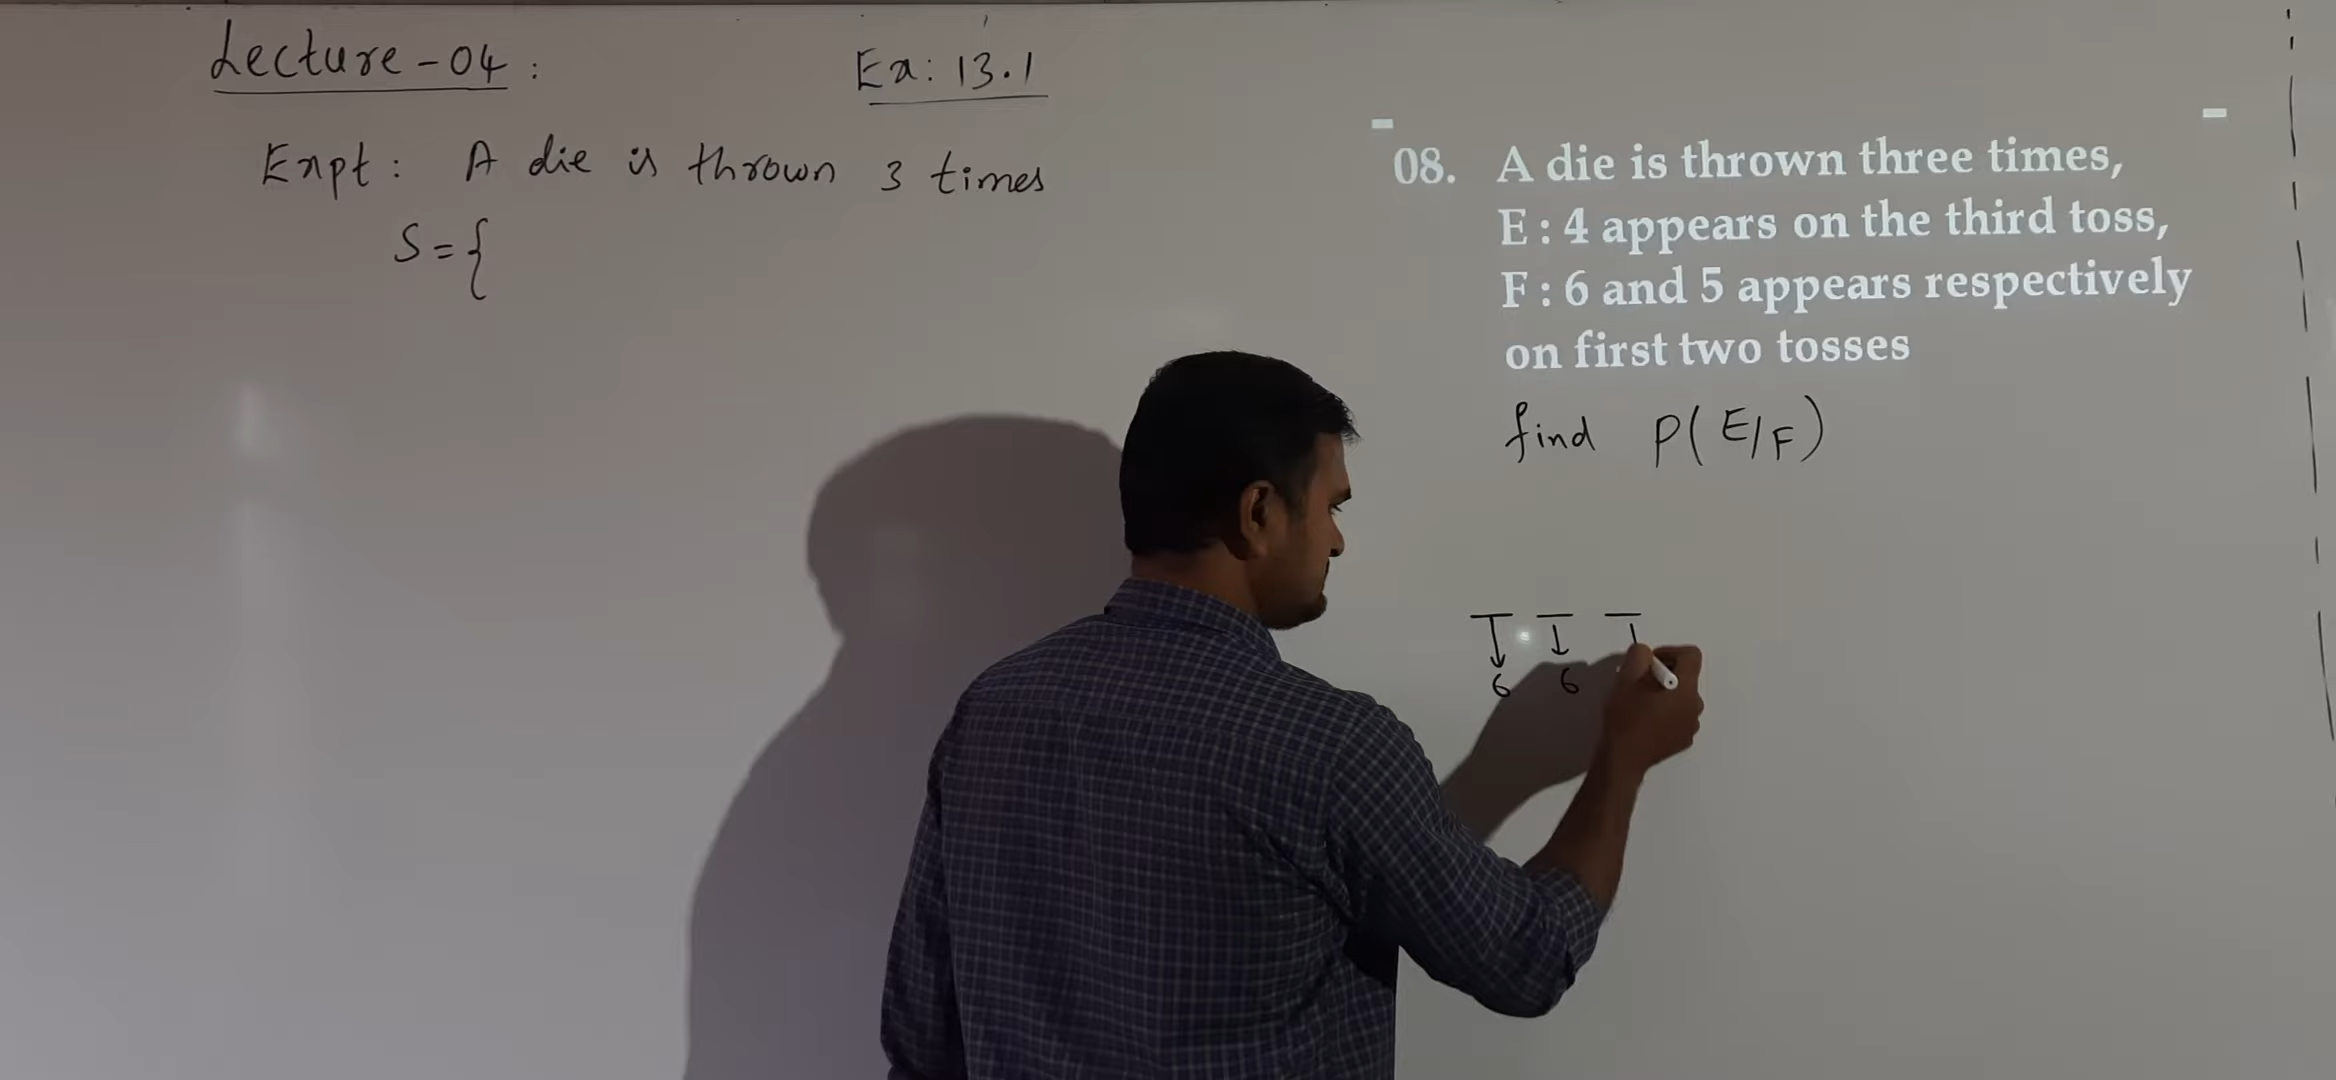 Lecture - 04 :
Ex: 13.1
Expt: A die is thrown 3 times
S = {
08. A die is thrown three times,
E : 4 appears on the third toss,
F : 6 and 5 appears respectively
on first two tosses
find P(E/F)
6 6